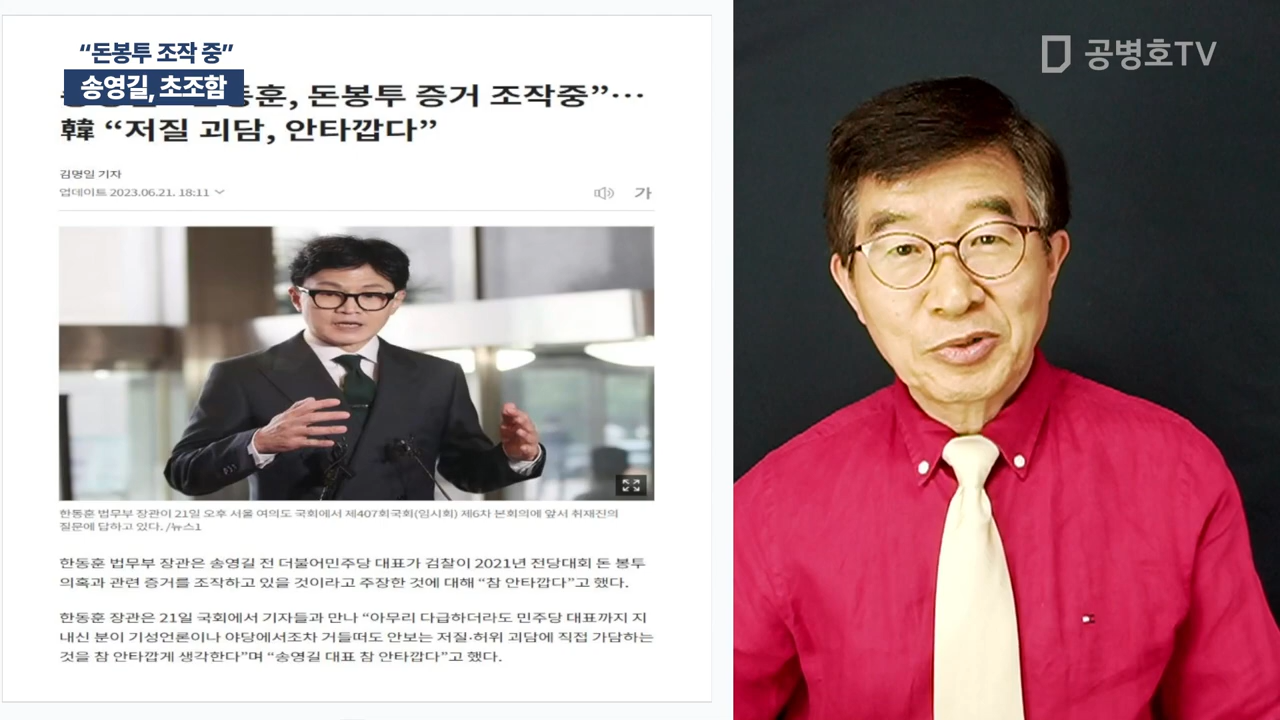 “돈봉투 조작 중”
송영길, 초조함
동훈, 돈봉투 증거 조작중”…
韓 “저질 괴담, 안타깝다”
김명일 기자
업데이트 2023.06.21. 18:11
가
한동훈 법무부 장관이 21일 오후 서울 여의도 국회에서 제407회국회(임시회) 제6차 본회의에 앞서 취재진의
질문에 답하고 있다. /뉴스1
한동훈 법무부 장관은 송영길 전 더불어민주당 대표가 검찰이 2021년 전당대회 돈 봉투
의혹과 관련 증거를 조작하고 있을 것이라고 주장한 것에 대해 “참 안타깝다”고 했다.
한동훈 장관은 21일 국회에서 기자들과 만나 “아무리 다급하더라도 민주당 대표까지 지
내신 분이 기성언론이나 야당에서조차 거들떠도 안보는 저질·허위 괴담에 직접 가담하는
것을 참 안타깝게 생각한다”며 “송영길 대표 참 안타깝다”고 했다.
공병호TV